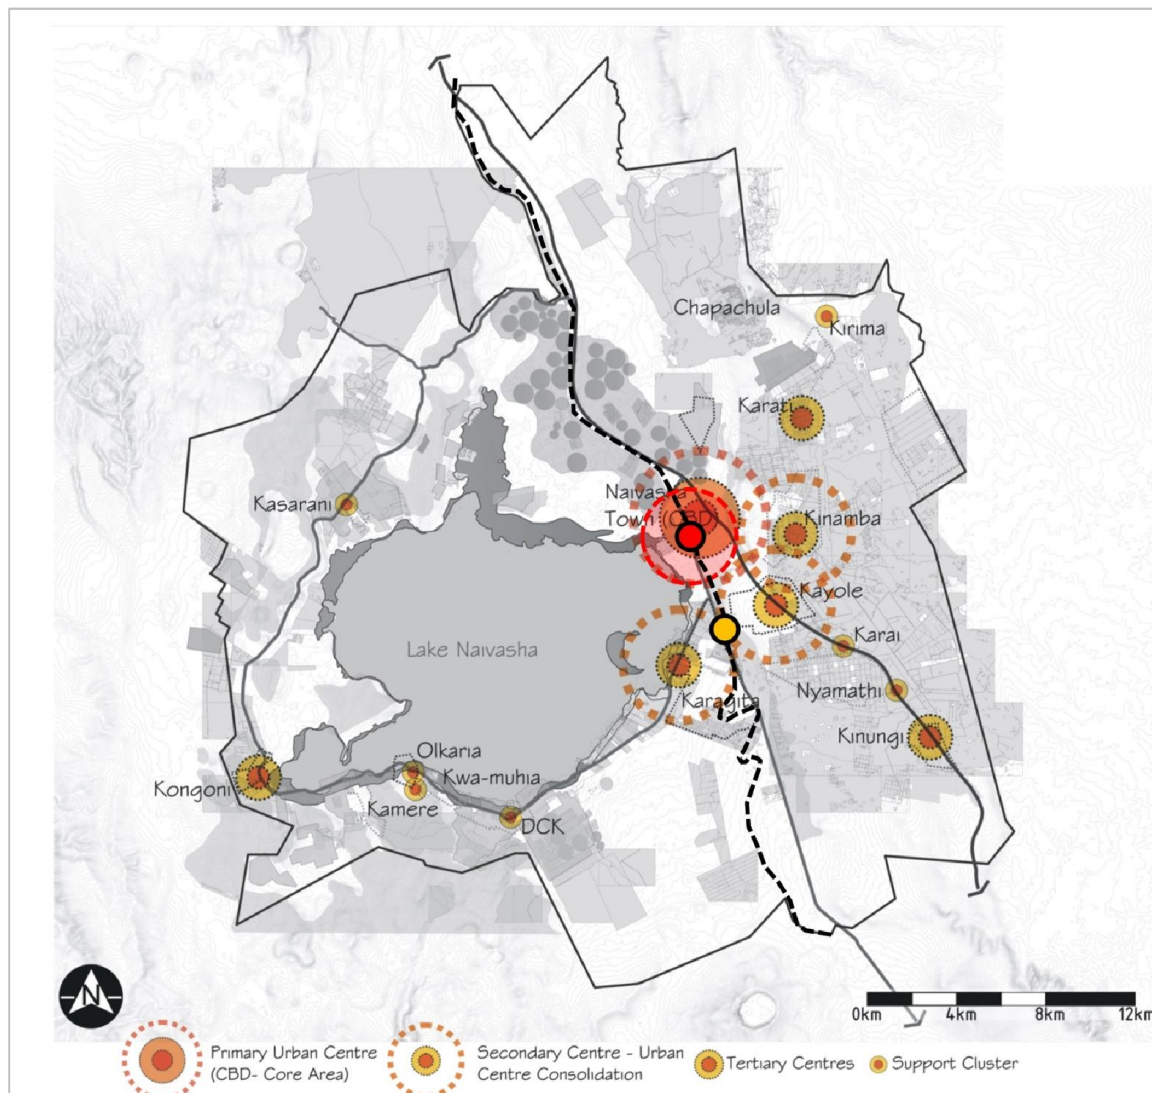 Chapachula
Kirima
Karati
Naivasha
Town (CBD)
Kinamba
Kasarani
Kayole
Lake Naivasha
Karai
Karagita
Nyamathi
Kinungi
Olkaria
Kwa-muhia
Kongoni
Kamere
DCK
N
0km 4km 8km 12km
Primary Urban Centre
(CBD- Core Area)
Secondary Centre - Urban
Centre Consolidation
Tertiary Centres
Support Cluster